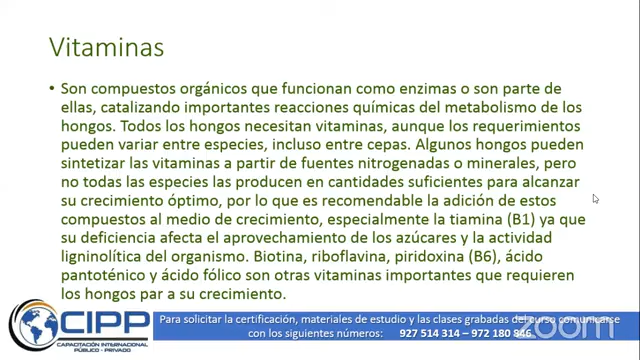 Vitaminas
• Son compuestos orgánicos que funcionan como enzimas o son parte de
ellas, catalizando importantes reacciones químicas del metabolismo de los
hongos. Todos los hongos necesitan vitaminas, aunque los requerimientos
pueden variar entre especies, incluso entre cepas. Algunos hongos pueden
sintetizar las vitaminas a partir de fuentes nitrogenadas o minerales, pero
no todas las especies las producen en cantidades suficientes para alcanzar
su crecimiento óptimo, por lo que es recomendable la adición de estos
compuestos al medio de crecimiento, especialmente la tiamina (B1) ya que
su deficiencia afecta el aprovechamiento de los azúcares y la actividad
ligninolítica del organismo. Biotina, riboflavina, piridoxina (B6), ácido
pantoténico y ácido fólico son otras vitaminas importantes que requieren
los hongos par a su crecimiento.
CIPP
CAPACITACIÓN INTERNACIONAL
PÚBLICO - PRIVADO
Para solicitar la certificación, materiales de estudio y las clases grabadas del curso comunicarse
con los siguientes números: 927 514 314 – 972 180 846
zoom